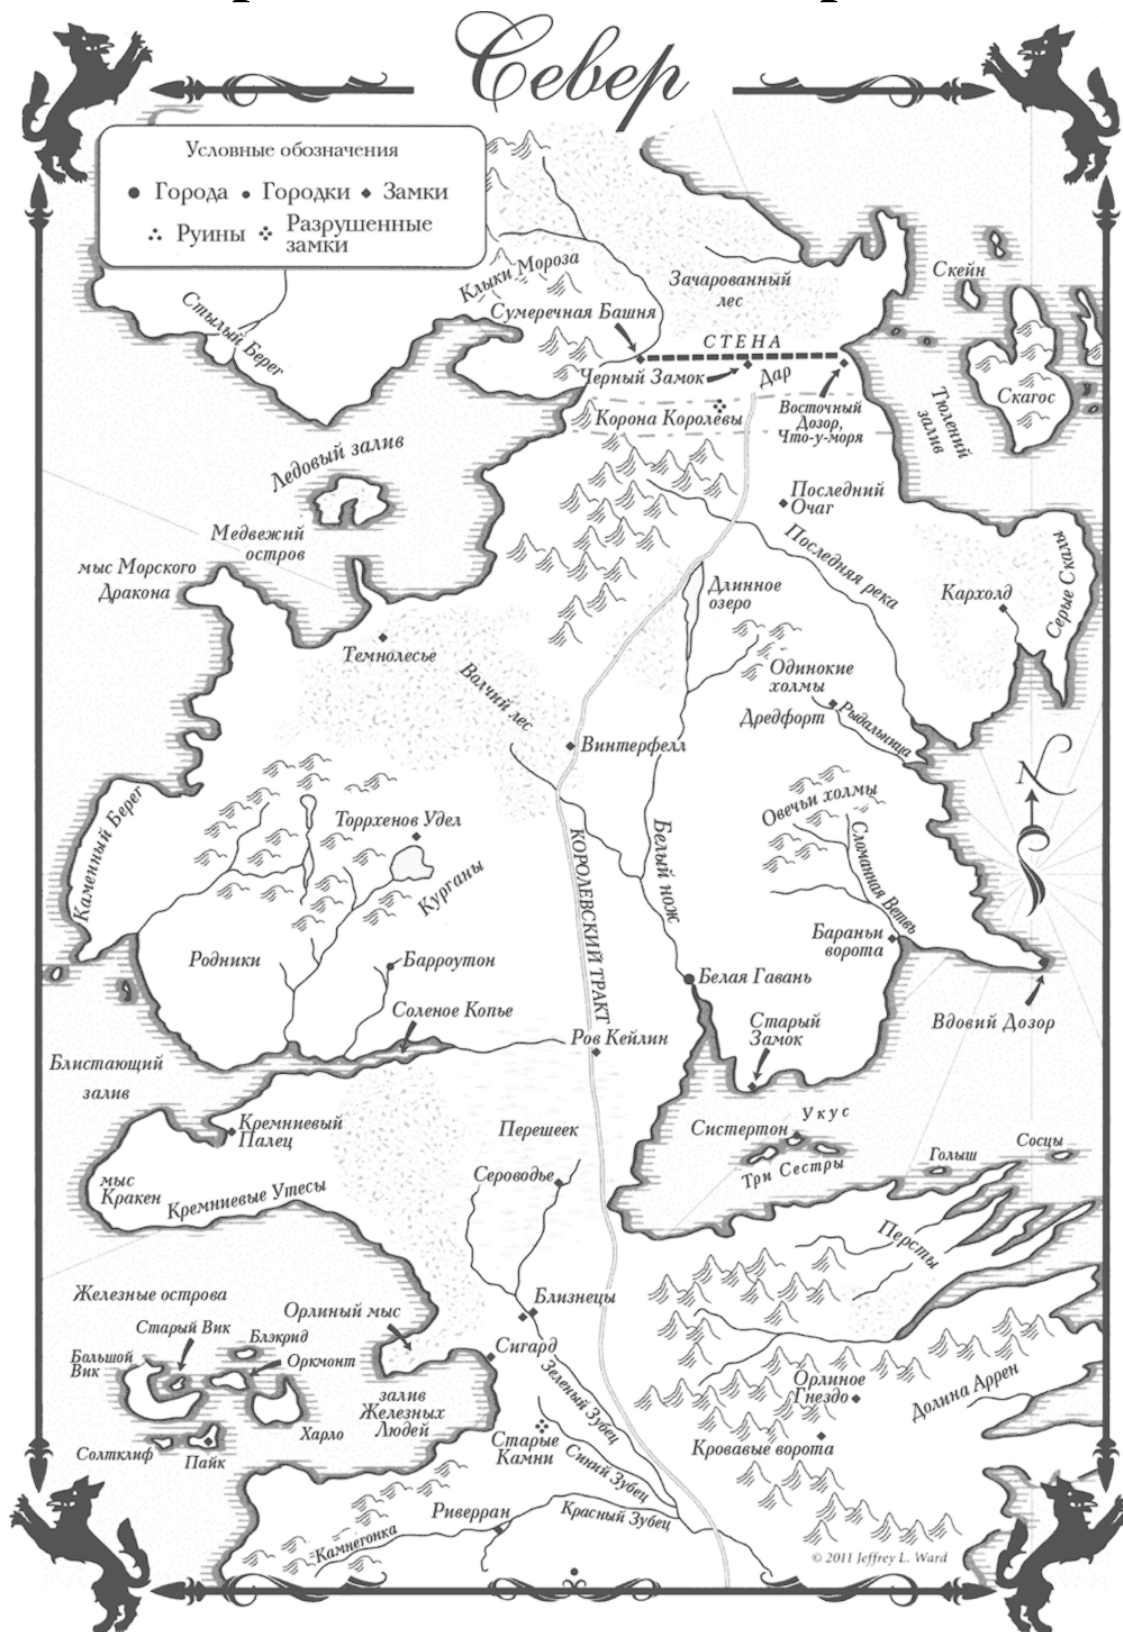 Север
Условные обозначения
Города
Городки
Замки
Руины
Разрушенные
замки
Клыки Мороза
Зачарованный
лес
Скейн
Стылый Берег
Сумеречная Башня
СТЕНА
Черный Замок
Дар
Скагос
Корона Королевы
Восточный
Дозор,
Что-у-моря
Тюлений
залив
Ледовый залив
Последний
Очаг
Медвежий
остров
мыс Морского
Дракона
Последняя река
Длинное
озеро
Кархолд
Серые Скалы
Темнолесье
Волчий лес
Одинокие
холмы
Дредфорт
Рыдальница
Винтерфелл
Каменный Берег
Торрхенов Удел
Овечьи холмы
КОРОЛЕВСКИЙ ТРАКТ
Белый нож
Сломанная Ветвь
Курганы
Родники
Барроутон
Бараньи
ворота
Белая Гавань
Соленое Копье
Старый
Замок
Вдовий Дозор
Ров Кейлин
Блистающий
залив
Кремниевый
Палец
Перешеек
Укус
Систертон
Три Сестры
Голыш
Сосцы
мыс
Кракен
Кремниевые Утесы
Сероводье
Персты
Железные острова
Орлиный мыс
Близнецы
Старый Вик
Блэкрид
Большой
Вик
Оркмонт
Сигард
Зеленый Зубец
залив
Железных
Людей
Орлиное
Гнездо
Долина Аррен
Харло
Солтклиф
Пайк
Старые
Камни
Синий Зубец
Кровавые ворота
Риверран
Красный Зубец
Камнегонка
© 2011 Jeffrey L. Ward